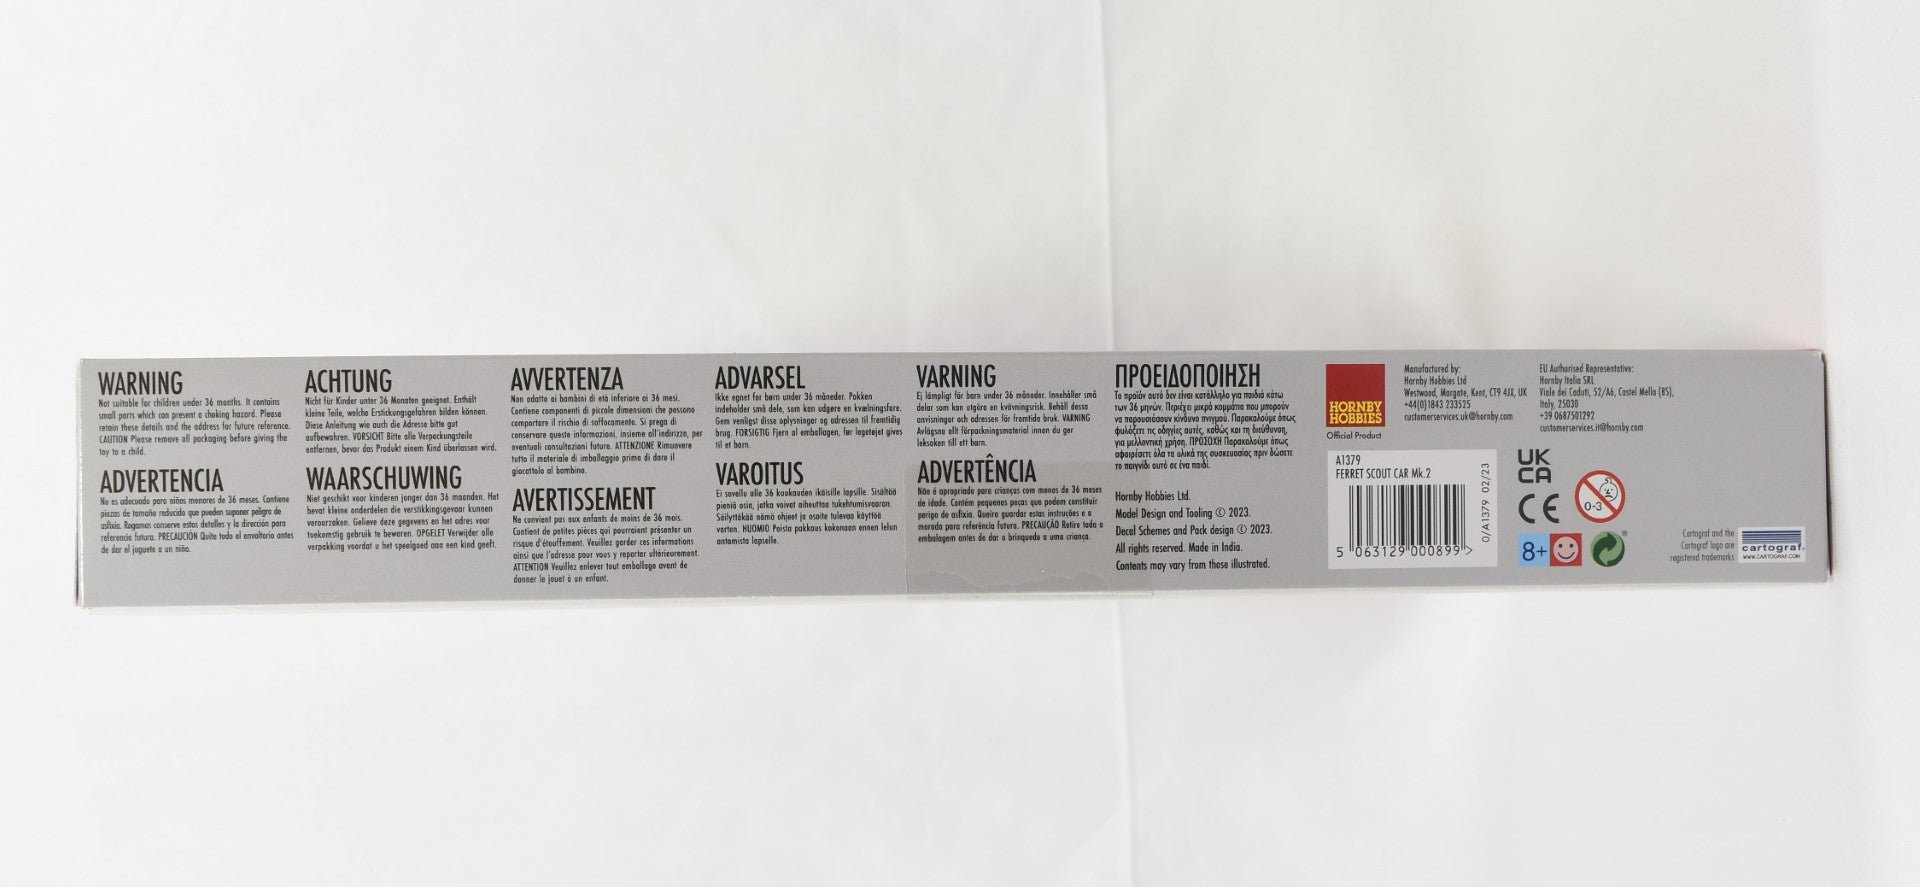 WARNING
Not suitable for children under 36 months. It contains
small parts which can present a choking hazard. Please
retain these details and the address for future reference.
CAUTION Please remove all packaging before giving the
toy to a child.
ADVERTENCIA
No es adecuado para niños menores de 36 meses. Contiene
piezas de tamaño reducido que pueden suponer peligro de
asfixia. Rogamos conserve estos detalles y la dirección para
referencia futura. PRECAUCIÓN Quite todo el envoltorio antes
de dar el juguete a un niño.
ACHTUNG
Nicht für Kinder unter 36 Monaten geeignet. Enthält
kleine Teile, welche Erstickungsgefahren bilden können.
Diese Anleitung wie auch die Adresse bitte gut
aufbewahren. VORSICHT Bitte alle Verpackungsteile
entfernen, bevor das Produkt einem Kind überlassen wird.
WAARSCHUWING
Niet geschikt voor kinderen jonger dan 36 maanden. Het
bevat kleine onderdelen die verstikkingsgevaar kunnen
veroorzaken. Gelieve deze gegevens en het adres voor
toekomstig gebruik te bewaren. OPGELET Verwijder alle
verpakking voordat u het speelgoed aan een kind geeft.
AVVERTENZA
Non adatto ai bambini di età inferiore ai 36 mesi.
Contiene componenti di piccole dimensioni che possono
comportare il rischio di soffocamento. Si prega di
conservare queste informazioni, insieme all'indirizzo, per
eventuali consultazioni future. ATTENZIONE Rimuovere
tutto il materiale di imballaggio prima di dare il
giocattolo al bambino.
AVERTISSEMENT
Ne convient pas aux enfants de moins de 36 mois.
Contient de petites pièces qui pourraient présenter un
risque d'étouffement. Veuillez garder ces informations
ainsi que l'adresse pour vous y reporter ultérieurement.
ATTENTION Veuillez enlever tout emballage avant de
donner le jouet à un enfant.
ADVARSEL
Ikke egnet for børn under 36 måneder. Pakken
indeholder små dele, som kan udgøre en kvælningsfare.
Gem venligst disse oplysninger og adressen til fremtidig
brug. FORSIGTIG Fjern al emballagen, før legetøjet gives
til et barn.
VAROITUS
Ei sovellu alle 36 kuukauden ikäisille lapsille. Sisältää
pieniä osia, jotka voivat aiheuttaa tukehtumisvaaran.
Säilyttäkää nämä ohjeet ja osoite tulevaa käyttöä
varten. HUOMIO Poista pakkaus kokonaan ennen lelun
antamista lapselle.
VARNING
Ej lämpligt för barn under 36 månader. Innehåller små
delar som kan utgöra en kvävningsrisk. Behåll dessa
anvisningar och adressen för framtida bruk. VARNING
Avlägsna allt förpackningsmaterial innan du ger
leksaken till ett barn.
ADVERTÊNCIA
Não é apropriado para crianças com menos de 36 meses
de idade. Contém pequenas peças que podem constituir
perigo de asfixia. Queira guardar estas instruções e a
morada para referência futura. PRECAUÇÃO Retire toda a
embalagem antes de dar o brinquedo a uma criança.
ΠΡΟΕΙΔΟΠΟΙΗΣΗ
Το προϊόν αυτό δεν είναι κατάλληλο για παιδιά κάτω
των 36 μηνών. Περιέχει μικρά κομμάτια που μπορούν
να παρουσιάσουν κίνδυνο πνιγμού. Παρακαλούμε όπως
φυλάξετε τις οδηγίες αυτές, καθώς και τη διεύθυνση,
για μελλοντική χρήση. ΠΡΟΣΟΧΗ Παρακαλούμε όπως
αφαιρέσετε όλα τα υλικά της συσκευασίας πριν δώσετε
το παιχνίδι αυτό σε ένα παιδί.
Hornby Hobbies Ltd.
Model Design and Tooling © 2023.
Decal Schemes and Pack design © 2023.
All rights reserved. Made in India.
Contents may vary from those illustrated.
HORNBY
HOBBIES
Official Product
Manufactured by:
Hornby Hobbies Ltd
Westwood, Margate, Kent, CT9 4JX, UK
+44(0)1843 233525
customerservices.uk@hornby.com
EU Authorised Representative:
Hornby Italia SRL
Viale dei Caduti, 52/A6, Castel Mella (BS),
Italy, 25030
+39 0687501292
customerservices.it@hornby.com
A1379
FERRET SCOUT CAR Mk.2
5 063129 000899 >
0/A1379 02/23
UK
CA
CE
0-3
8+
Cartograf and the
Cartograf logo are
registered trademarks
cartograf.
WWW.CARTOGRAF.COM